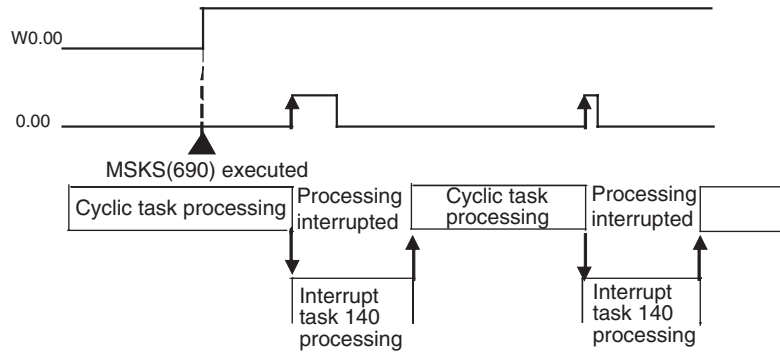 W0.00
0.00
MSKS(690) executed
Cyclic task processing
Processing
interrupted
Cyclic task
processing
Processing
interrupted
Interrupt
task 140
processing
Interrupt
task 140
processing